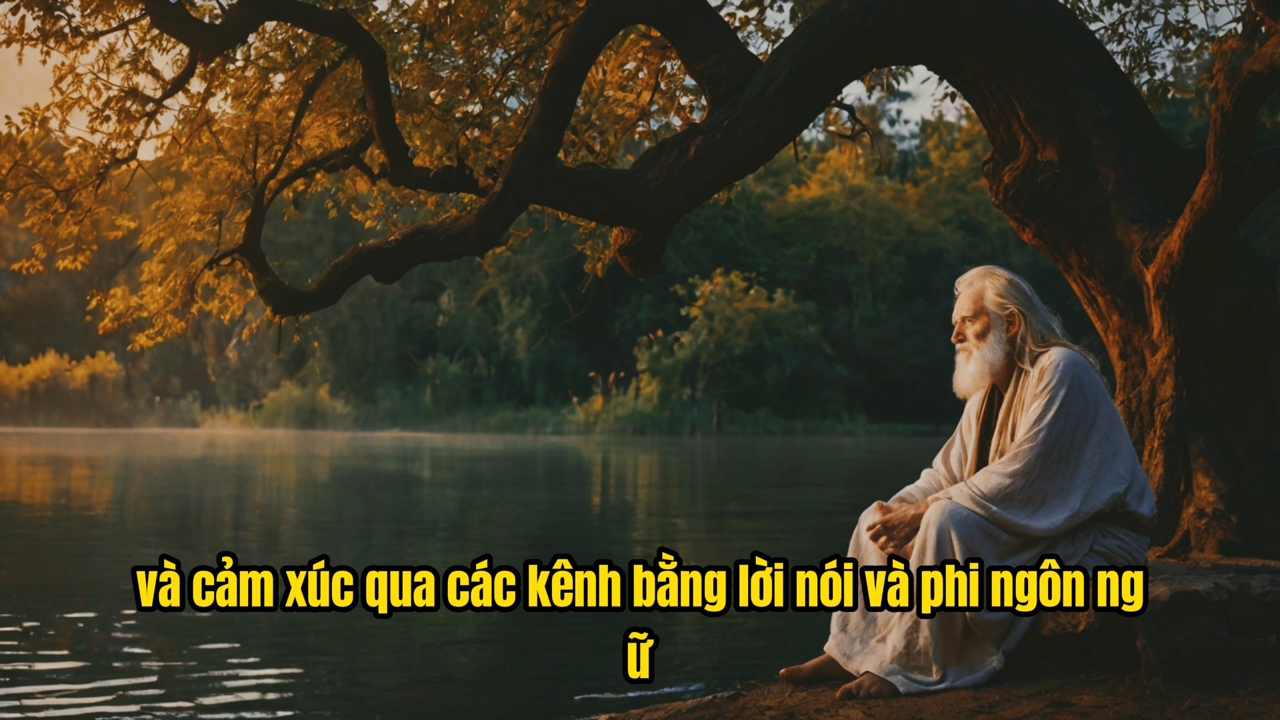 và cảm xúc qua các kênh bằng lời nói và phi ngôn ng
ữ